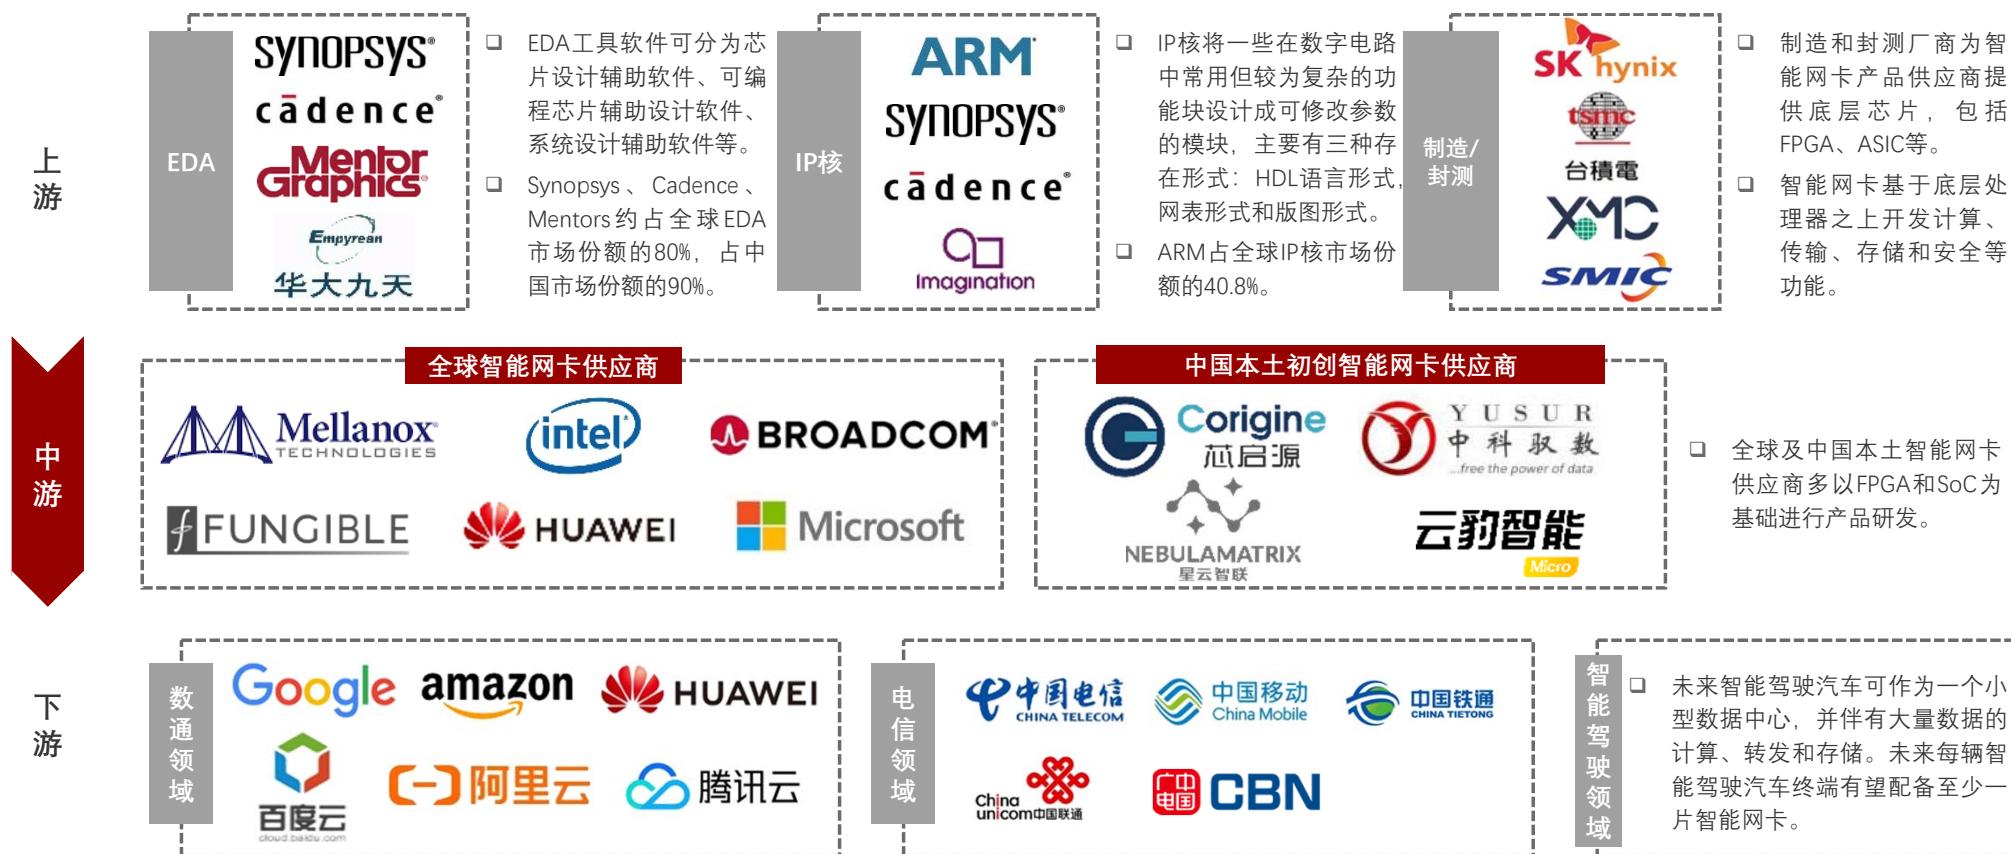 上
游
EDA
SYNOPSYS®
cādence®
Mentor
Graphics®
Empyrean
华大九天
❑ EDA工具软件可分为芯
片设计辅助软件、可编
程芯片辅助设计软件、
系统设计辅助软件等。
❑ Synopsys、Cadence、
Mentors约占全球EDA
市场份额的80%，占中
国市场份额的90%。
IP核
ARM®
SYNOPSYS®
cādence®
Imagination
❑ IP核将一些在数字电路
中常用但较为复杂的功
能块设计成可修改参数
的模块，主要有三种存
在形式：HDL语言形式，
网表形式和版图形式。
❑ ARM占全球IP核市场份
额的40.8%。
制造/
封测
SK hynix
tsmc
台積電
XMC
SMIC
❑ 制造和封测厂商为智
能网卡产品供应商提
供底层芯片，包括
FPGA、ASIC等。
❑ 智能网卡基于底层处
理器之上开发计算、
传输、存储和安全等
功能。
中
游
全球智能网卡供应商
Mellanox®
TECHNOLOGIES
intel®
BROADCOM®
f FUNGIBLE
HUAWEI
Microsoft
中国本土初创智能网卡供应商
Corigine
芯启源
YUSUR
中科驭数
...free the power of data
NEBULAMATRIX
星云智联
云豹智能
Micro
❑ 全球及中国本土智能网卡
供应商多以FPGA和SoC为
基础进行产品研发。
下
游
数
通
领
域
Google
amazon
HUAWEI
百度云
cloud.baidu.com
阿里云
腾讯云
电
信
领
域
中国电信
CHINA TELECOM
中国移动
China Mobile
中国铁通
CHINA TIETONG
China
unicom中国联通
广中
电国
CBN
智
能
驾
驶
领
域
❑ 未来智能驾驶汽车可作为一个小
型数据中心，并伴有大量数据的
计算、转发和存储。未来每辆智
能驾驶汽车终端有望配备至少一
片智能网卡。